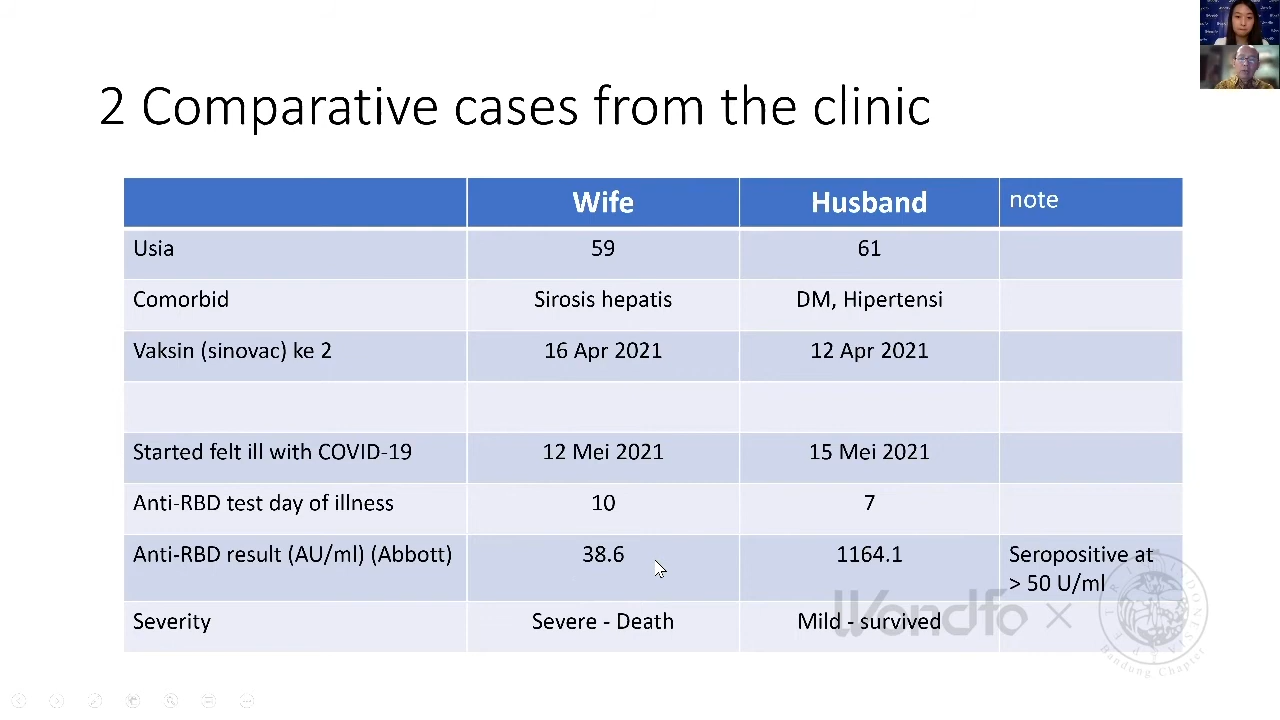 2 Comparative cases from the clinic
Wife Husband note
Usia 59 61
Comorbid Sirosis hepatis DM, Hipertensi
Vaksin (sinovac) ke 2 16 Apr 2021 12 Apr 2021
Started felt ill with COVID-19 12 Mei 2021 15 Mei 2021
Anti-RBD test day of illness 10 7
Anti-RBD result (AU/ml) (Abbott) 38.6 1164.1 Seropositive at
> 50 U/ml
Severity Severe - Death Mild - survived
Wondfo ×
Bandung Chapter